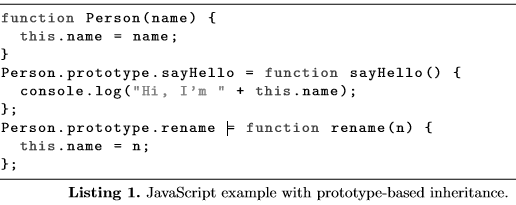 function Person(name) {
  this.name = name;
}
Person.prototype.sayHello = function sayHello() {
  console.log("Hi, I'm " + this.name);
};
Person.prototype.rename = function rename(n) {
  this.name = n;
};
Listing 1. JavaScript example with prototype-based inheritance.